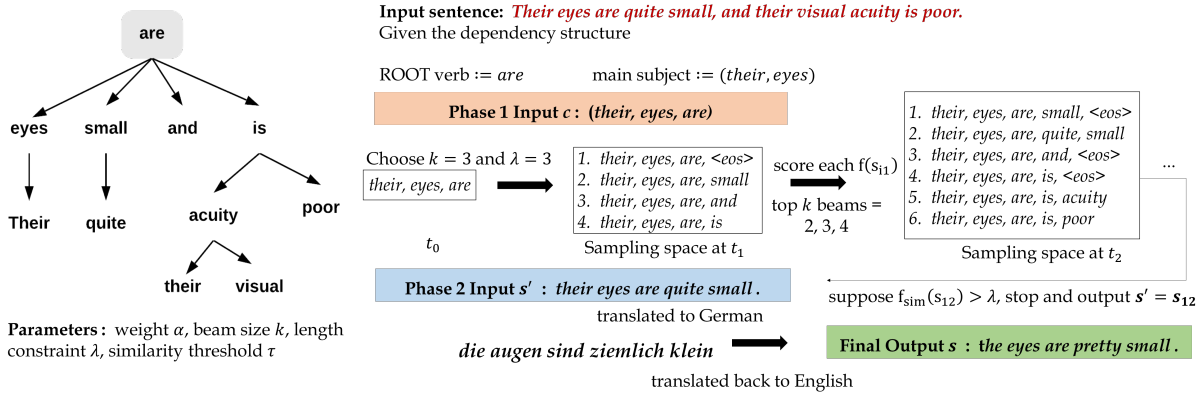 are
eyes small and is
Their quite acuity poor
their visual
Parameters : weight α, beam size k, length
constraint λ, similarity threshold τ
Input sentence: Their eyes are quite small, and their visual acuity is poor.
Given the dependency structure
ROOT verb := are main subject := (their, eyes)
Phase 1 Input c : (their, eyes, are)
Choose k = 3 and λ = 3
their, eyes, are
t₀
1. their, eyes, are, <eos>
2. their, eyes, are, small
3. their, eyes, are, and
4. their, eyes, are, is
Sampling space at t₁
score each f(sᵢ₁)
top k beams =
2, 3, 4
1. their, eyes, are, small, <eos>
2. their, eyes, are, quite, small
3. their, eyes, are, and, <eos>
4. their, eyes, are, is, <eos>
5. their, eyes, are, is, acuity
6. their, eyes, are, is, poor
Sampling space at t₂
...
suppose fsim(s₁₂) > λ, stop and output s′ = s₁₂
Phase 2 Input s′ : their eyes are quite small .
translated to German
die augen sind ziemlich klein
translated back to English
Final Output s : the eyes are pretty small .